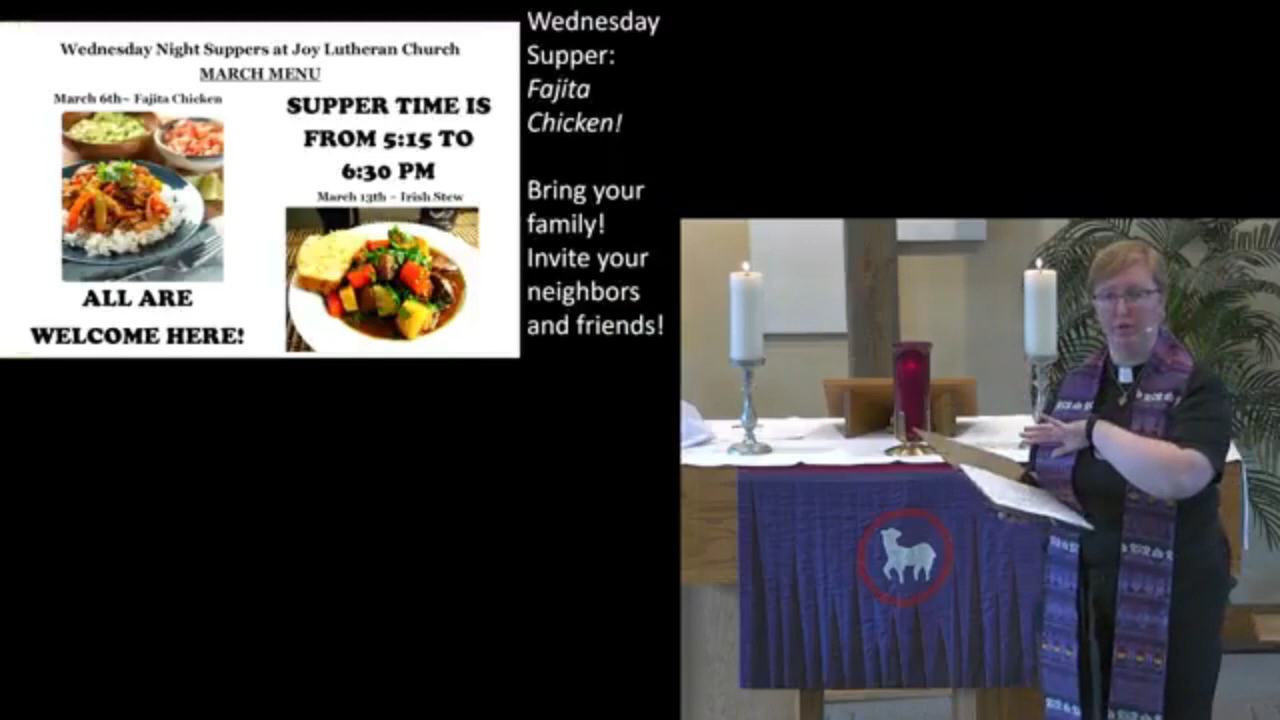 Wednesday Night Suppers at Joy Lutheran Church
MARCH MENU
March 6th~ Fajita Chicken
ALL ARE
WELCOME HERE!
SUPPER TIME IS
FROM 5:15 TO
6:30 PM
March 13th ~ Irish Stew
Wednesday
Supper:
Fajita
Chicken!
Bring your
family!
Invite your
neighbors
and friends!